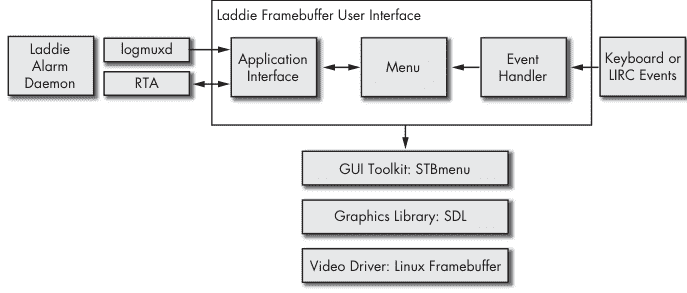 Laddie Framebuffer User Interface
Laddie
Alarm
Daemon
logmuxd
RTA
Application
Interface
Menu
Event
Handler
Keyboard or
LIRC Events
GUI Toolkit: STBmenu
Graphics Library: SDL
Video Driver: Linux Framebuffer